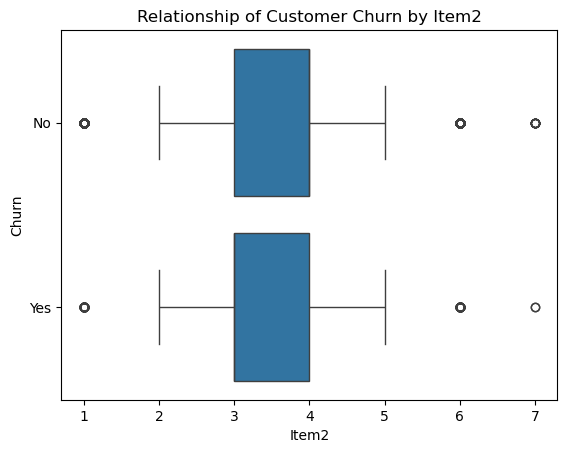 Relationship of Customer Churn by Item2
No
Churn
Yes
1 2 3 4 5 6 7
Item2